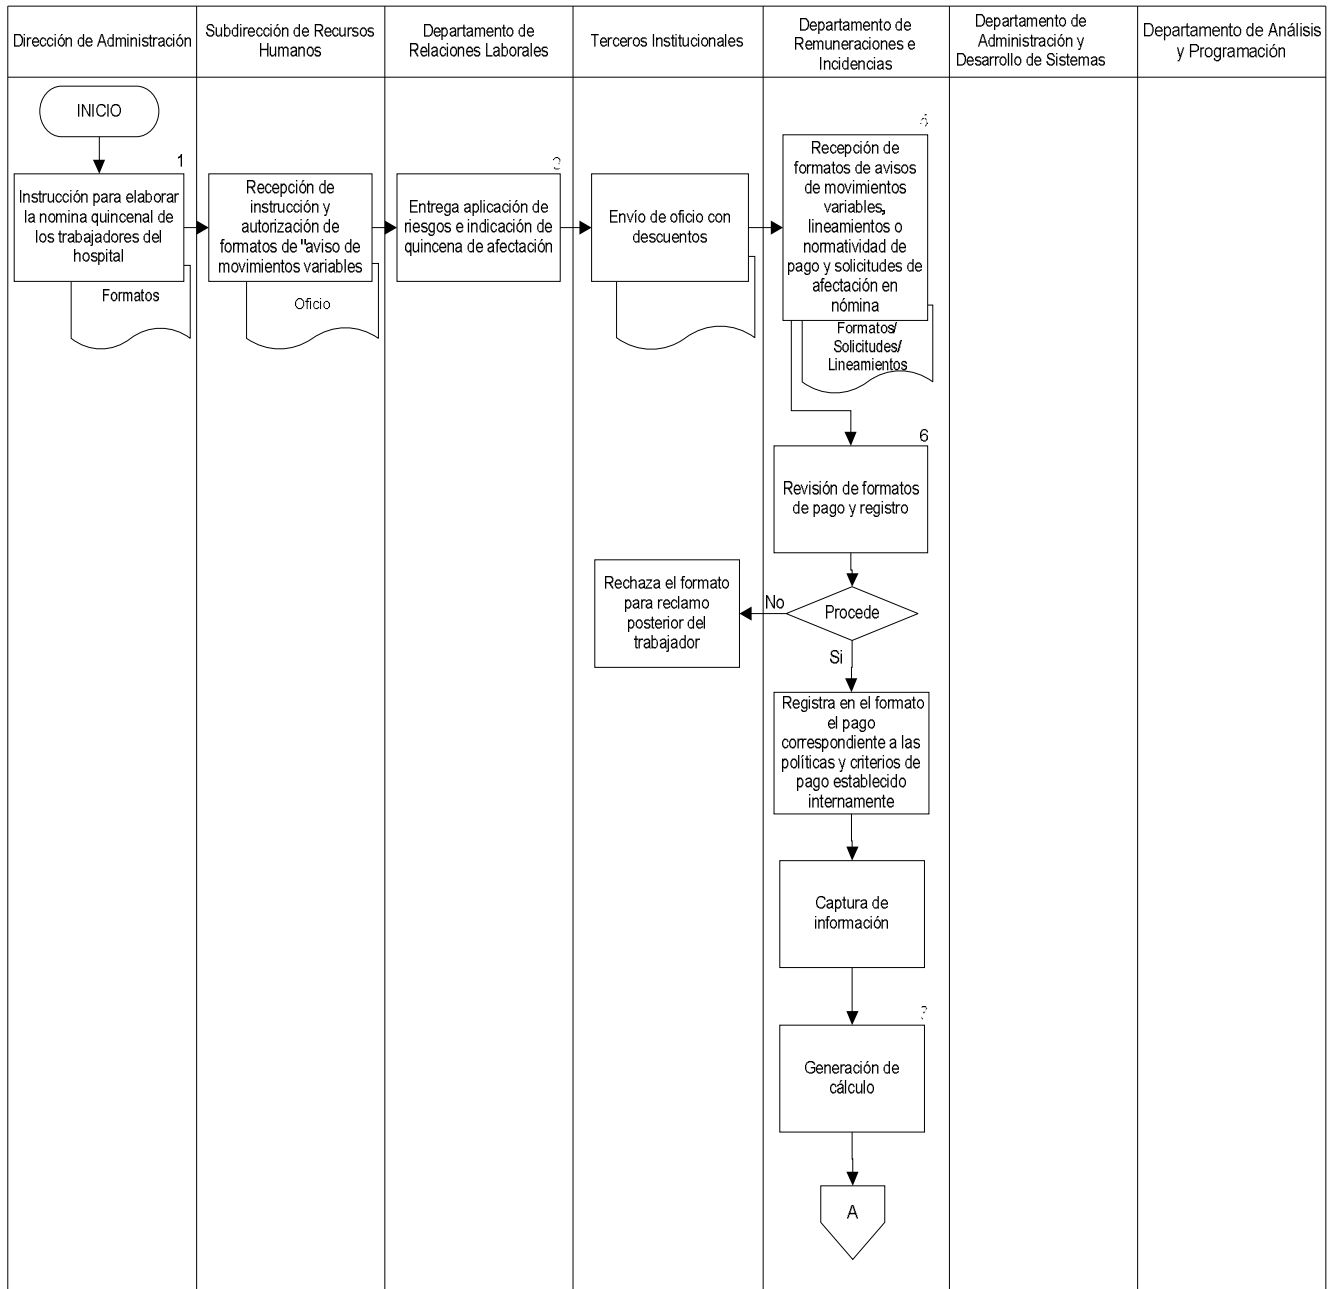 Dirección de Administración
Subdirección de Recursos
Humanos
Departamento de
Relaciones Laborales
Terceros Institucionales
Departamento de
Remuneraciones e
Incidencias
Departamento de
Administración y
Desarrollo de Sistemas
Departamento de Análisis
y Programación
INICIO
1
Instrucción para elaborar
la nomina quincenal de
los trabajadores del
hospital
Formatos
Recepción de
instrucción y
autorización de
formatos de "aviso de
movimientos variables
Oficio
Entrega aplicación de
riesgos e indicación de
quincena de afectación
Envío de oficio con
descuentos
Recepción de
formatos de avisos
de movimientos
variables,
lineamientos o
normatividad de
pago y solicitudes de
afectación en
nómina
Formatos/
Solicitudes/
Lineamientos
6
Revisión de formatos
de pago y registro
Procede
No
Rechaza el formato
para reclamo
posterior del
trabajador
Si
Registra en el formato
el pago
correspondiente a las
políticas y criterios de
pago establecido
internamente
Captura de
información
Generación de
cálculo
A